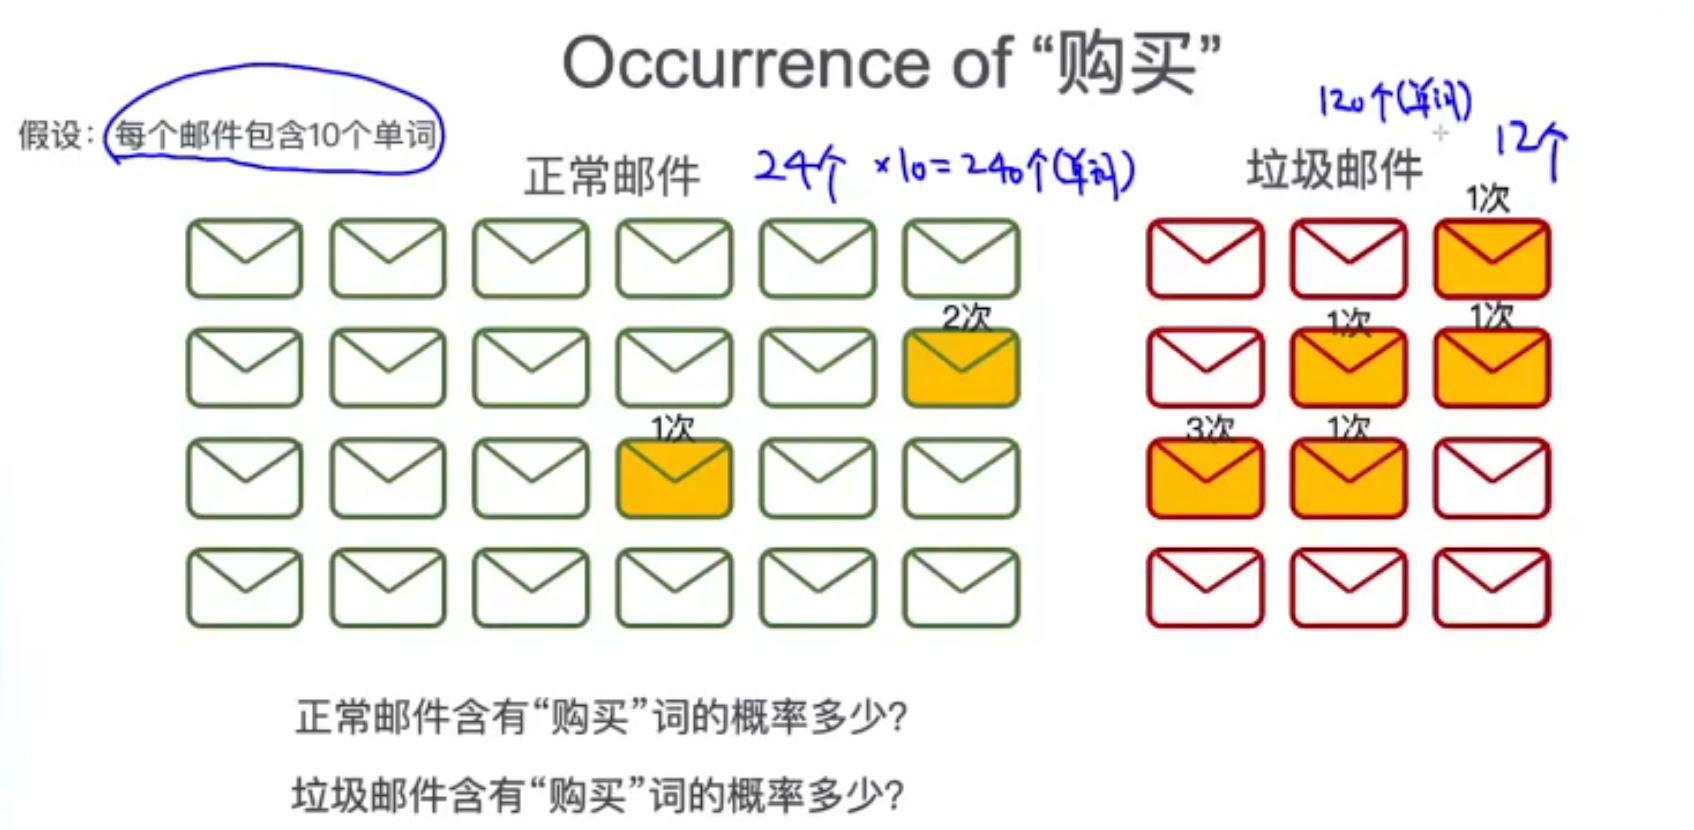 Occurrence of “购买”
120个(单词)
假设：每个邮件包含10个单词
正常邮件 24个 ×10=240个(单词) 垃圾邮件 12个
1次
2次 1次 1次
1次 3次 1次
正常邮件含有“购买”词的概率多少?
垃圾邮件含有“购买”词的概率多少?